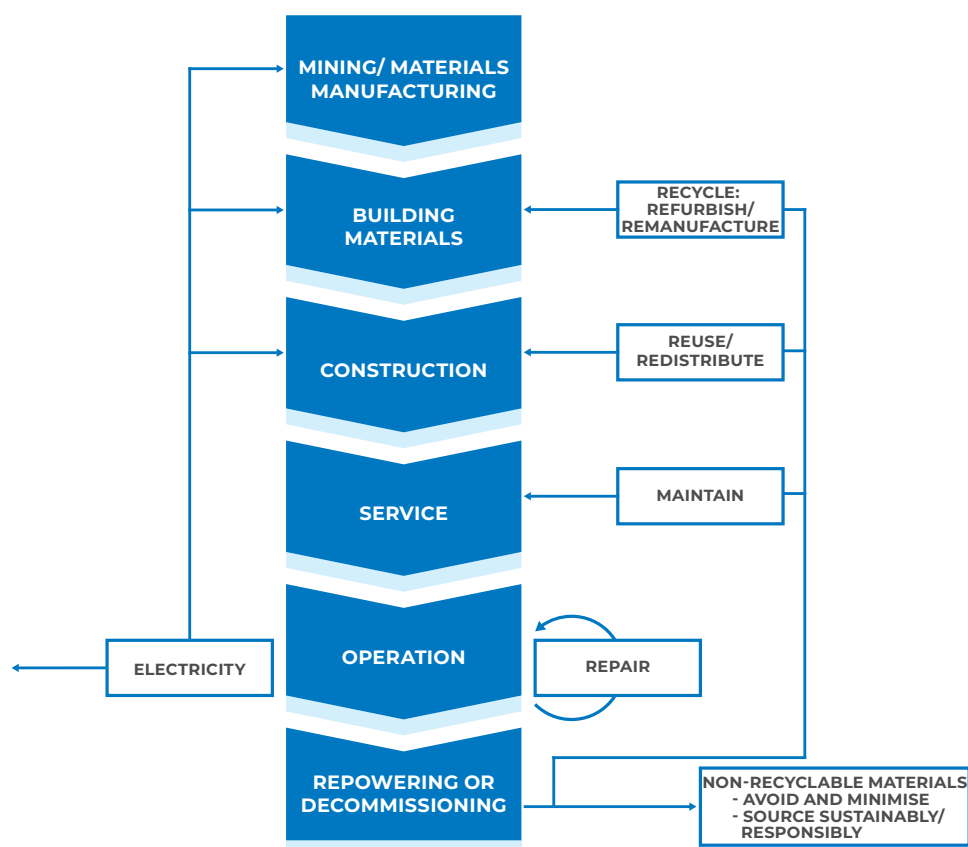 MINING/ MATERIALS
MANUFACTURING
BUILDING
MATERIALS
RECYCLE:
REFURBISH/
REMANUFACTURE
CONSTRUCTION
REUSE/
REDISTRIBUTE
SERVICE
MAINTAIN
ELECTRICITY
OPERATION
REPAIR
REPOWERING OR
DECOMMISSIONING
NON-RECYCLABLE MATERIALS
- AVOID AND MINIMISE
- SOURCE SUSTAINABLY/
RESPONSIBLY